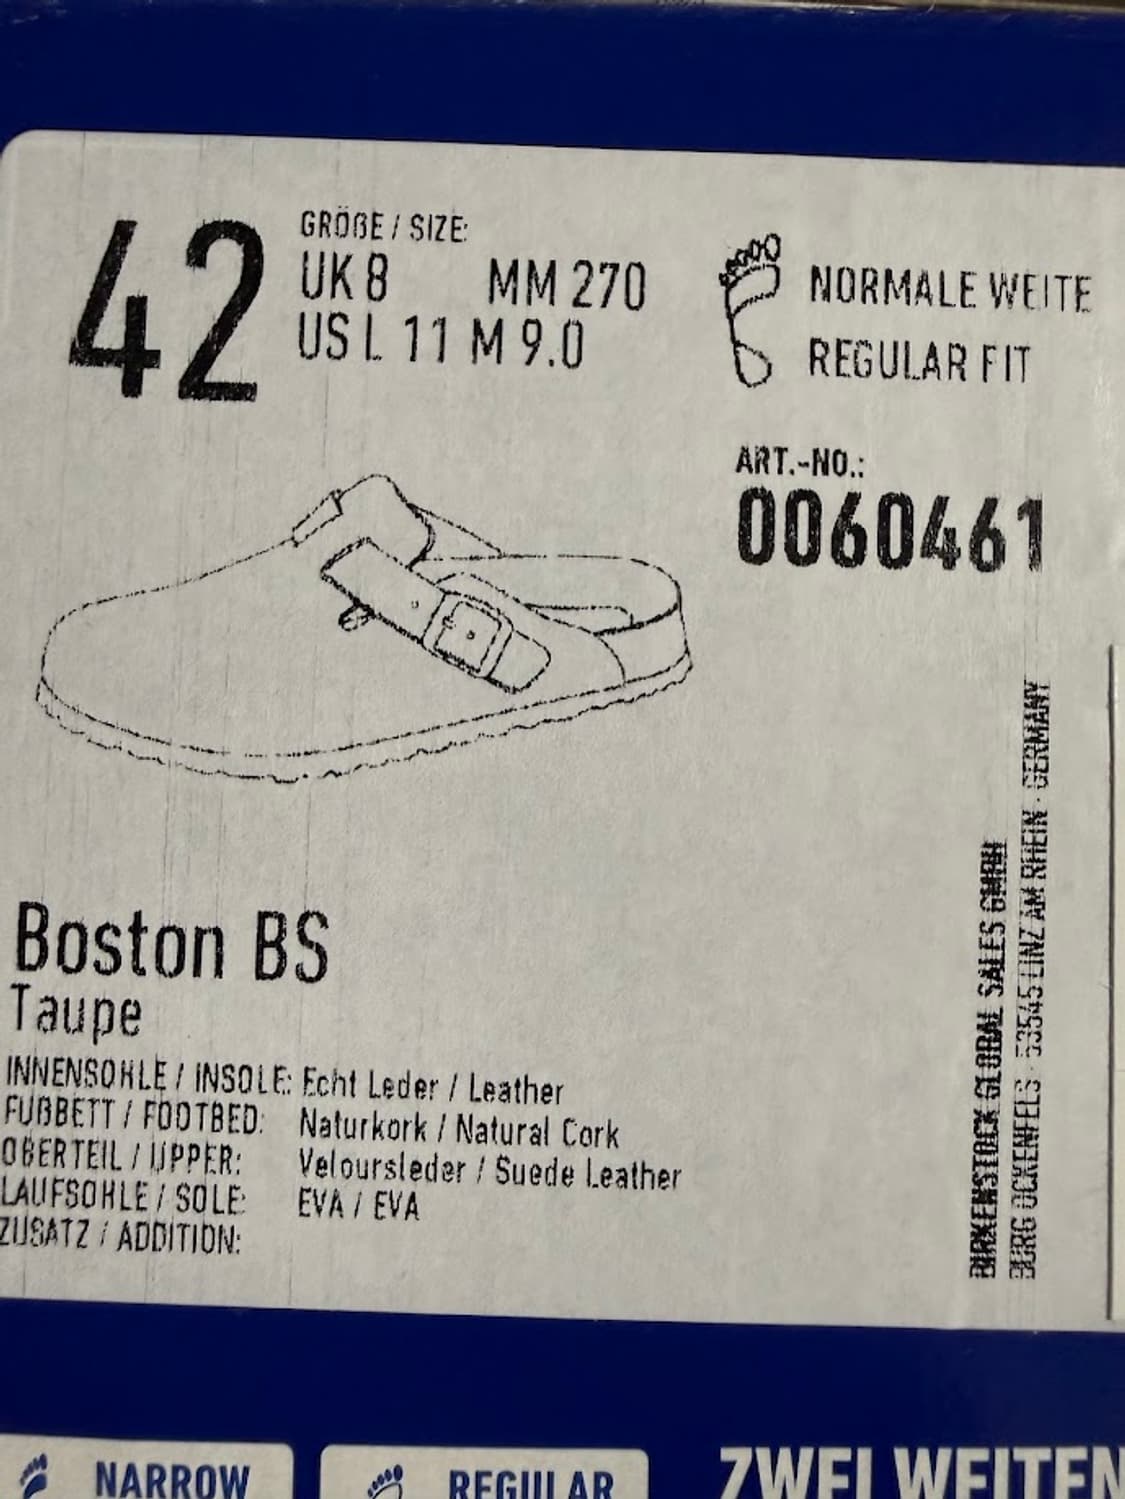 42
GRÖßE / SIZE:
UK 8 MM 270
US L 11 M 9.0
NORMALE WEITE
REGULAR FIT
ART.-NO.:
0060461
Boston BS
Taupe
INNENSOHLE / INSOLE: Echt Leder / Leather
FUßBETT / FOOTBED: Naturkork / Natural Cork
OBERTEIL / UPPER: Veloursleder / Suede Leather
LAUFSOHLE / SOLE: EVA / EVA
ZUSATZ / ADDITION:
BIRKENSTOCK GLOBAL SALES GMBH
BURG OCKENFELS · 53545 LINZ AM RHEIN · GERMANY
NARROW
REGULAR
ZWEI WEITEN